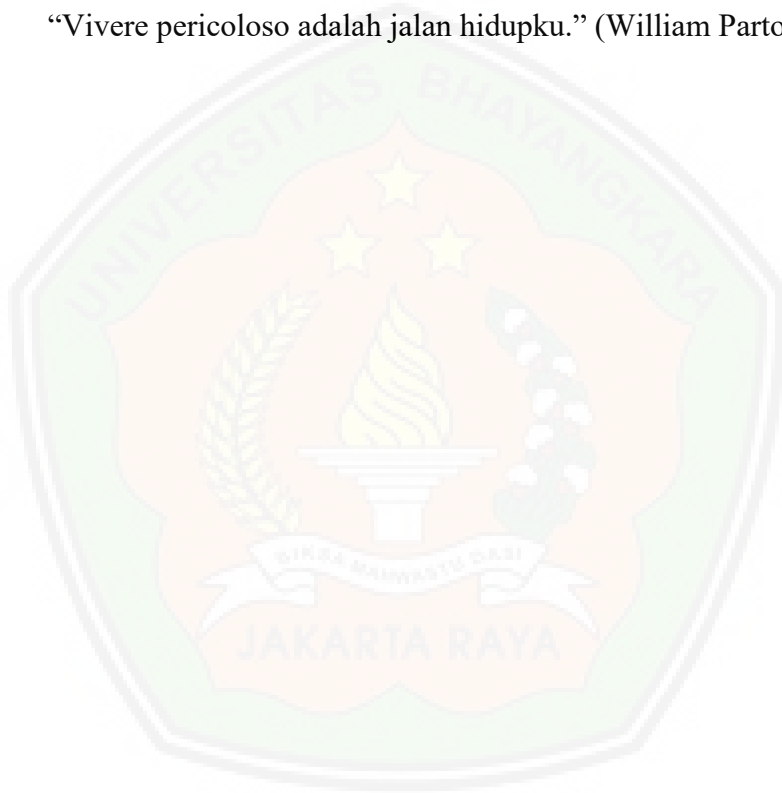 “Vivere pericoloso adalah jalan hidupku.” (William Parto
UNIVERSITAS BHAYANGKARA
JAKARTA RAYA